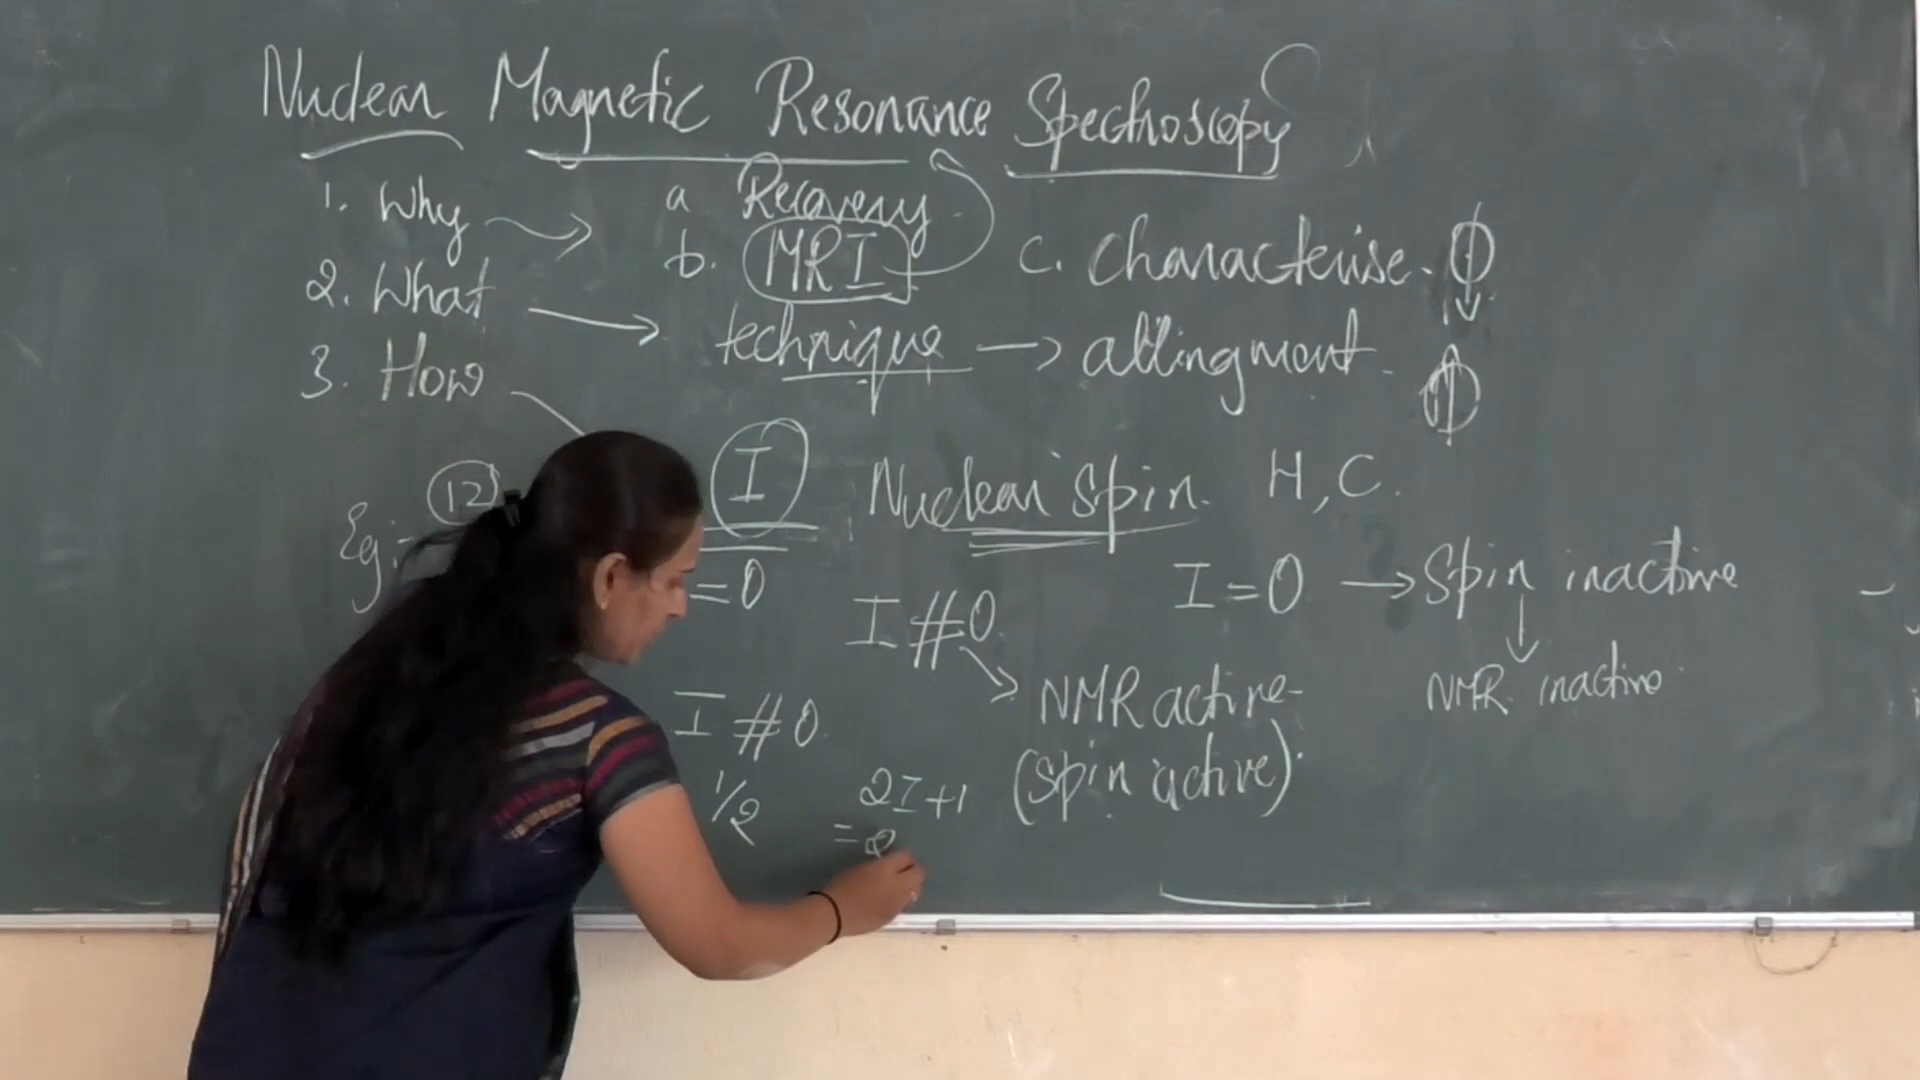 Nuclear Magnetic Resonance Spectroscopy
1. Why a Recovery
b. MRI c. characterise.
2. What technique → allingment
3. How
I Nuclear Spin. H, C.
Eg:- 12
=0 I # 0 I = 0 → Spin inactive
NMR active NMR inactive
I # 0
(Spin active).
1/2 2I+1
= 2